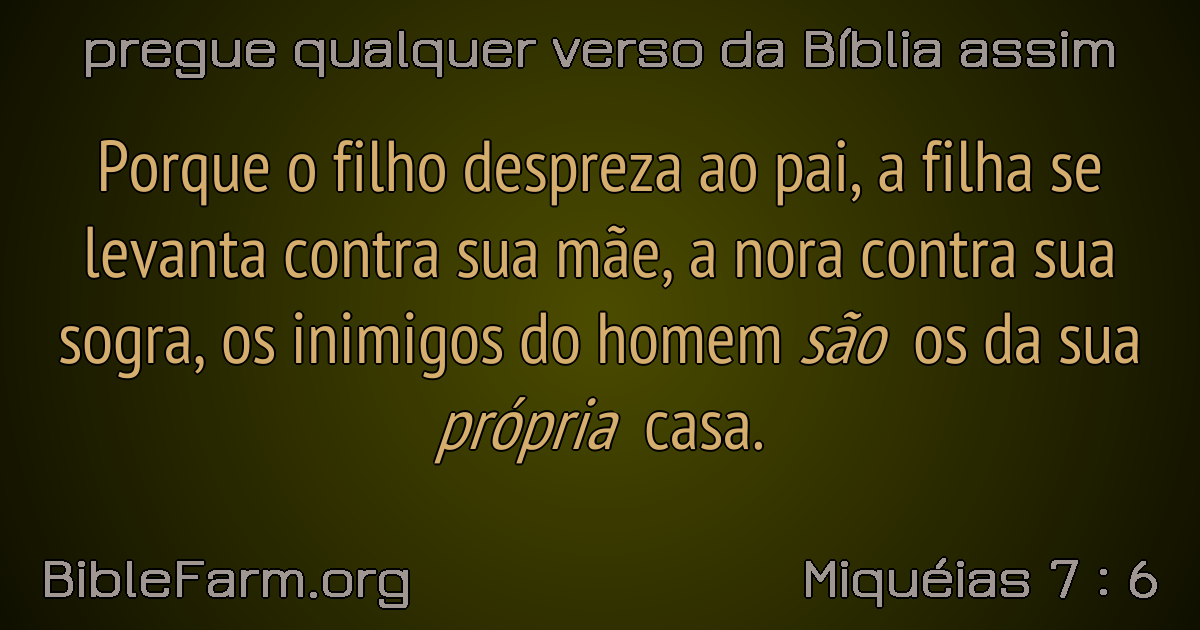 pregue qualquer verso da Bíblia assim
Porque o filho despreza ao pai, a filha se
levanta contra sua mãe, a nora contra sua
sogra, os inimigos do homem são os da sua
própria casa.
BibleFarm.org
Miquéias 7 : 6